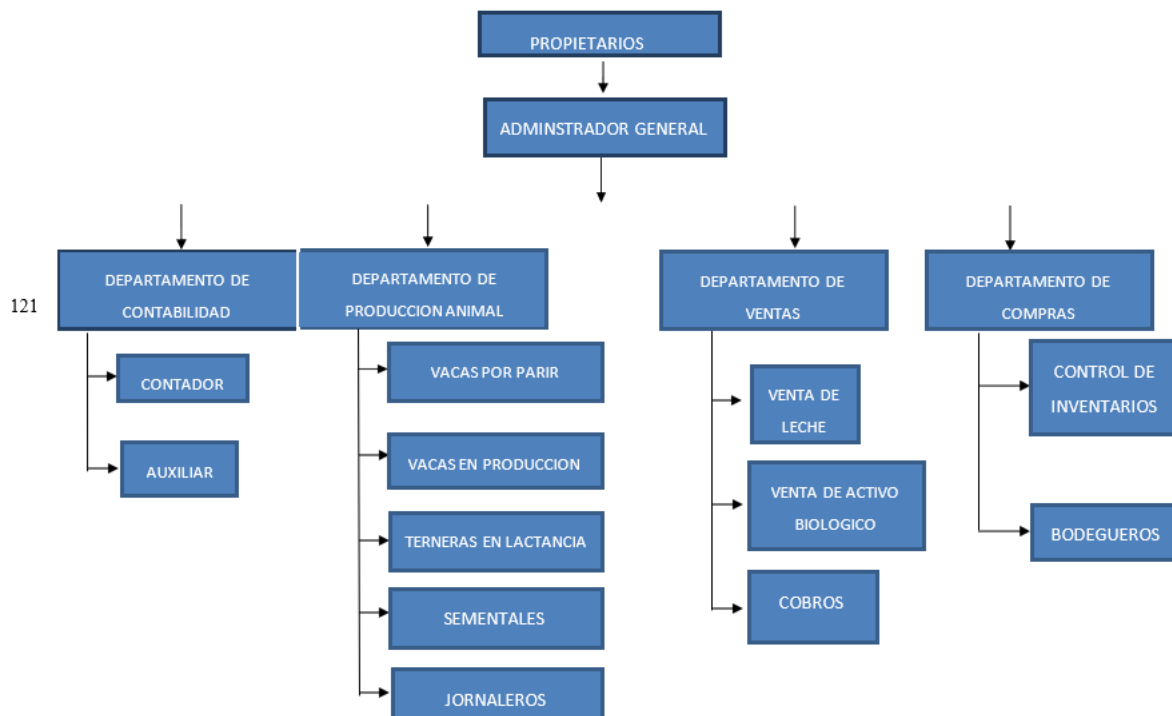 PROPIETARIOS
ADMINSTRADOR GENERAL
DEPARTAMENTO DE
CONTABILIDAD
DEPARTAMENTO DE
PRODUCCION ANIMAL
DEPARTAMENTO DE
VENTAS
DEPARTAMENTO DE
COMPRAS
121
CONTADOR
AUXILIAR
VACAS POR PARIR
VACAS EN PRODUCCION
TERNERAS EN LACTANCIA
SEMENTALES
JORNALEROS
VENTA DE
LECHE
VENTA DE ACTIVO
BIOLOGICO
COBROS
CONTROL DE
INVENTARIOS
BODEGUEROS